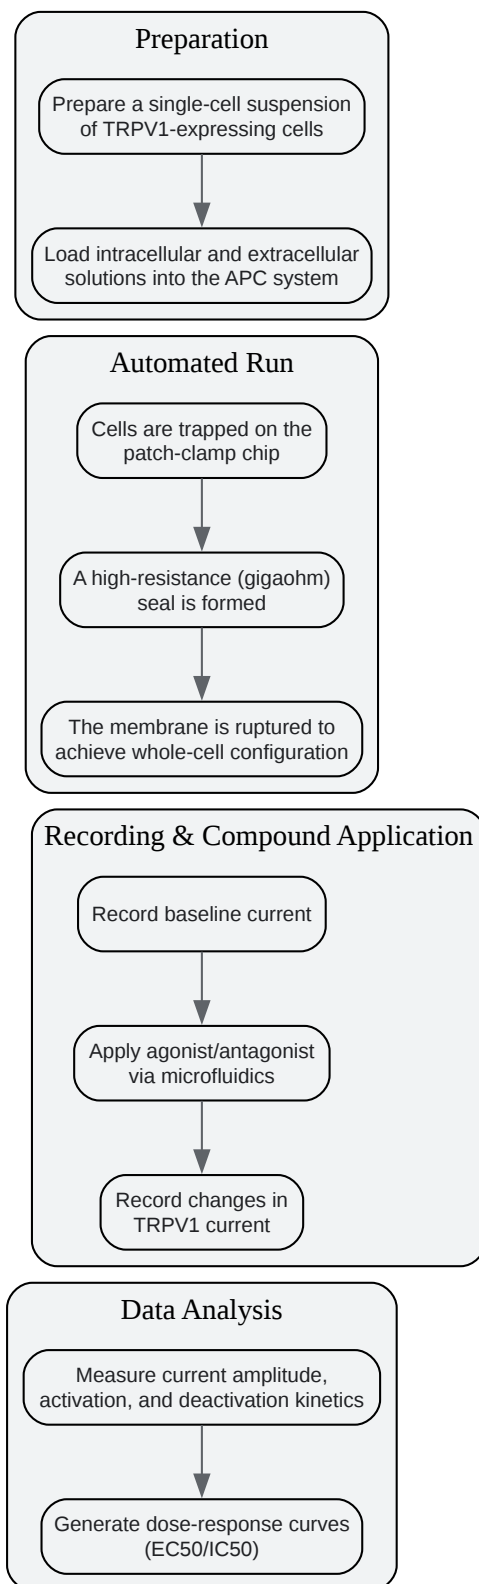 Preparation
Prepare a single-cell suspension
of TRPV1-expressing cells
Load intracellular and extracellular
solutions into the APC system
Automated Run
Cells are trapped on the
patch-clamp chip
A high-resistance (gigaohm)
seal is formed
The membrane is ruptured to
achieve whole-cell configuration
Recording & Compound Application
Record baseline current
Apply agonist/antagonist
via microfluidics
Record changes in
TRPV1 current
Data Analysis
Measure current amplitude,
activation, and deactivation kinetics
Generate dose-response curves
(EC50/IC50)